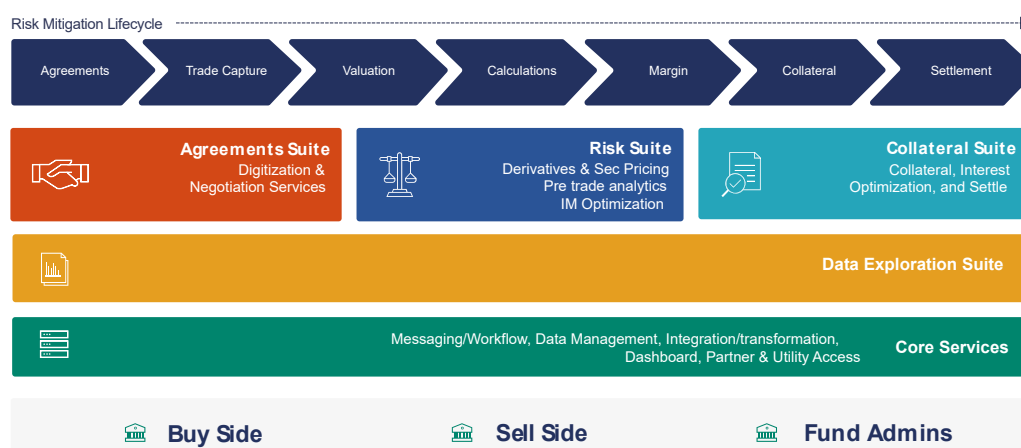 Risk Mitigation Lifecycle
Agreements
Trade Capture
Valuation
Calculations
Margin
Collateral
Settlement
Agreements Suite
Digitization &
Negotiation Services
Risk Suite
Derivatives & Sec Pricing
Pre trade analytics
IM Optimization
Collateral Suite
Collateral, Interest
Optimization, and Settle
Data Exploration Suite
Messaging/Workflow, Data Management, Integration/transformation,
Dashboard, Partner & Utility Access
Core Services
Buy Side
Sell Side
Fund Admins